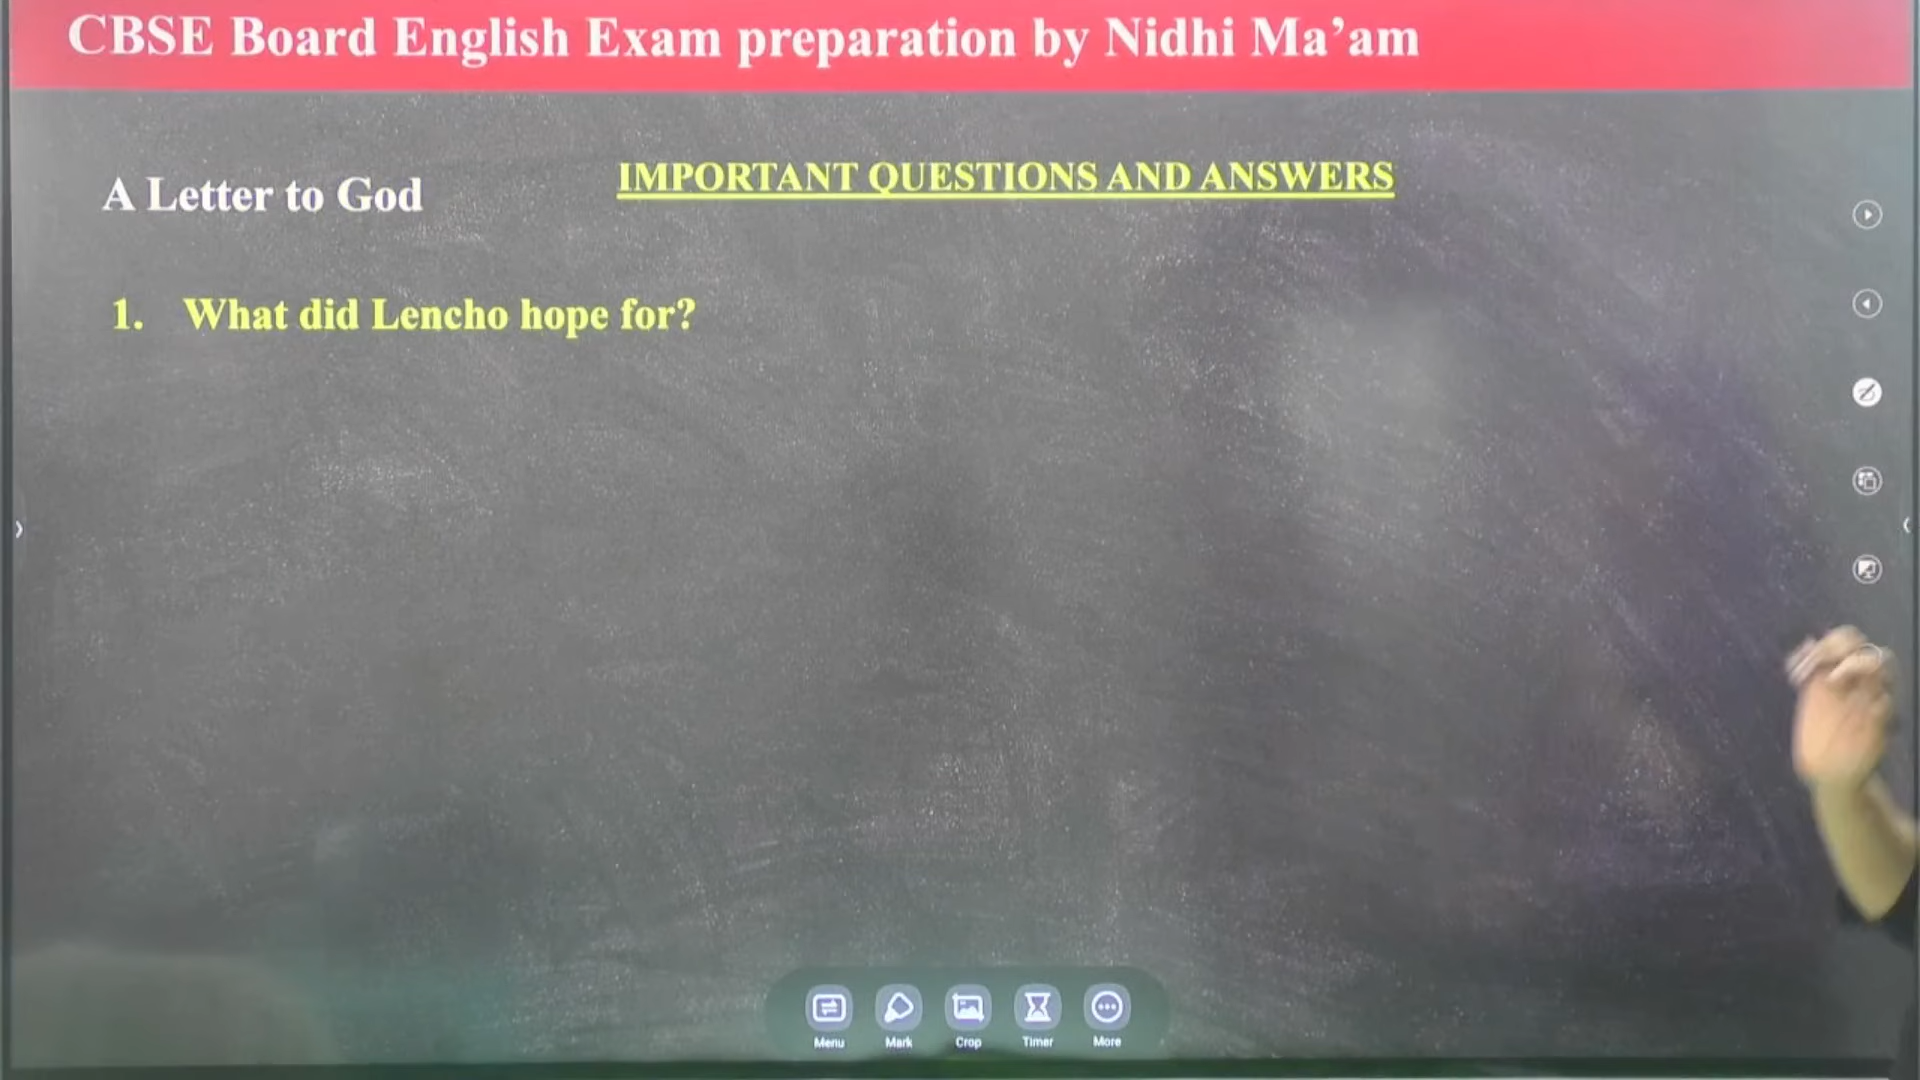 CBSE Board English Exam preparation by Nidhi Ma’am
IMPORTANT QUESTIONS AND ANSWERS
A Letter to God
1. What did Lencho hope for?
Menu Mark Crop Timer More